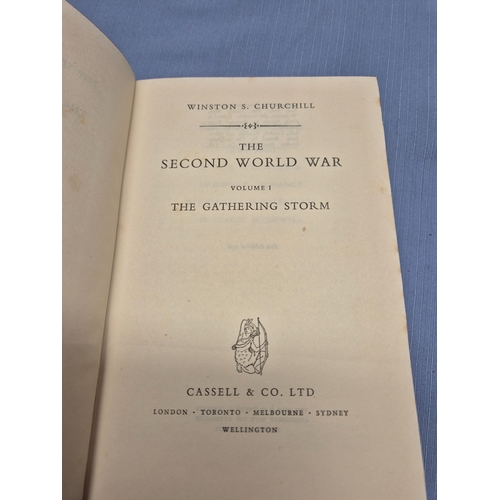 WINSTON S. CHURCHILL
THE
SECOND WORLD WAR
VOLUME I
THE GATHERING STORM
CASSELL & CO. LTD
LONDON · TORONTO · MELBOURNE · SYDNEY
WELLINGTON